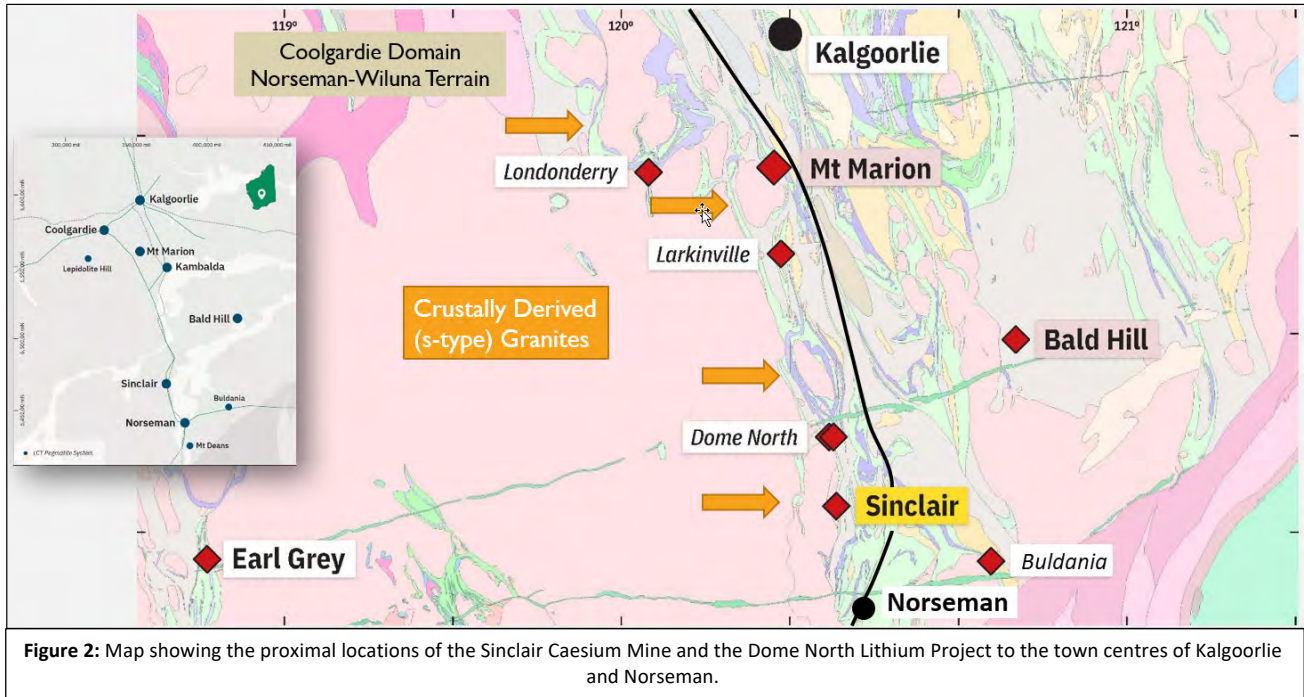 119°
120°
121°
Coolgardie Domain
Norseman-Wiluna Terrain
Kalgoorlie
Londonderry
Mt Marion
Larkinville
Crustally Derived
(s-type) Granites
Bald Hill
Dome North
Sinclair
Earl Grey
Buldania
Norseman
Kalgoorlie
Coolgardie
Mt Marion
Lepidolite Hill
Kambalda
Bald Hill
Sinclair
Buldania
Norseman
Mt Deans
LCT Pegmatite System
Figure 2: Map showing the proximal locations of the Sinclair Caesium Mine and the Dome North Lithium Project to the town centres of Kalgoorlie
and Norseman.